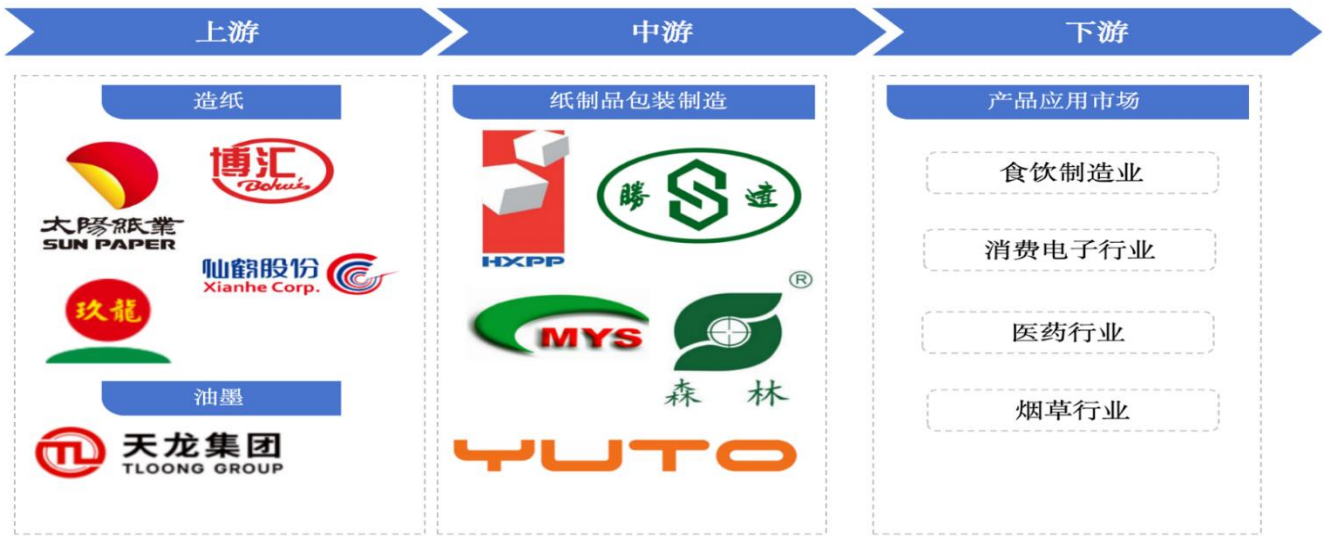 上游
中游
下游
造纸
太陽紙業
SUN PAPER
博汇
Bohui
玖龍
仙鹤股份
Xianhe Corp.
油墨
TL
天龙集团
TLOONG GROUP
纸制品包装制造
HXPP
勝達
MYS
®
森林
YUTO
产品应用市场
食饮制造业
消费电子行业
医药行业
烟草行业